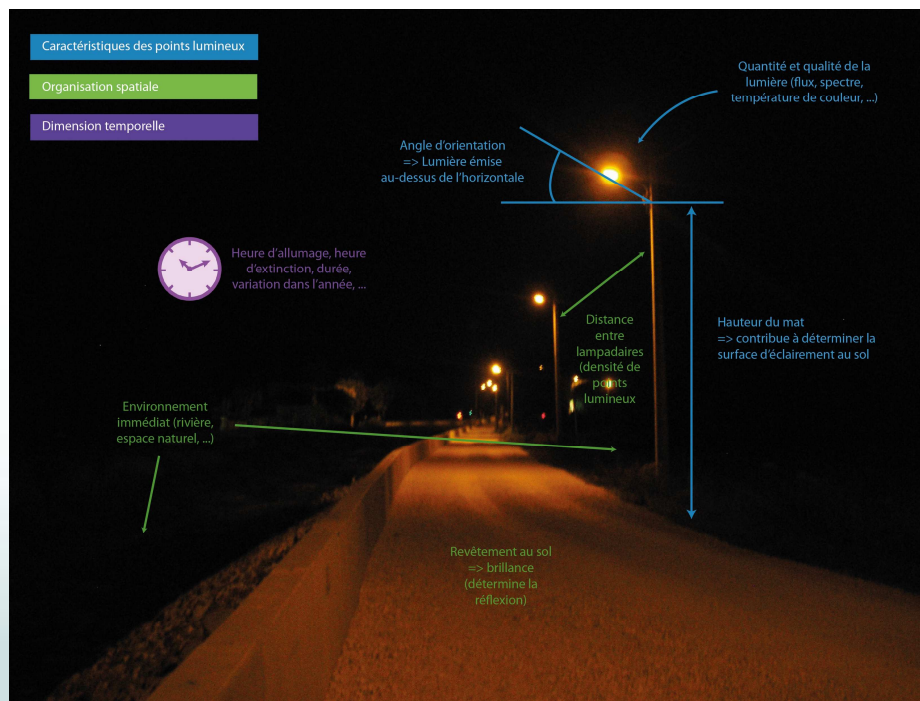 Caractéristiques des points lumineux
Organisation spatiale
Dimension temporelle
Quantité et qualité de la
lumière (flux, spectre,
température de couleur, ...)
Angle d'orientation
=> Lumière émise
au-dessus de l'horizontale
Heure d'allumage, heure
d'extinction, durée,
variation dans l'année, ...
Distance
entre
lampadaires
(densité de
points
lumineux
Hauteur du mat
=> contribue à déterminer la
surface d'éclairement au sol
Environnement
immédiat (rivière,
espace naturel, ...)
Revêtement au sol
=> brillance
(détermine la
réflexion)